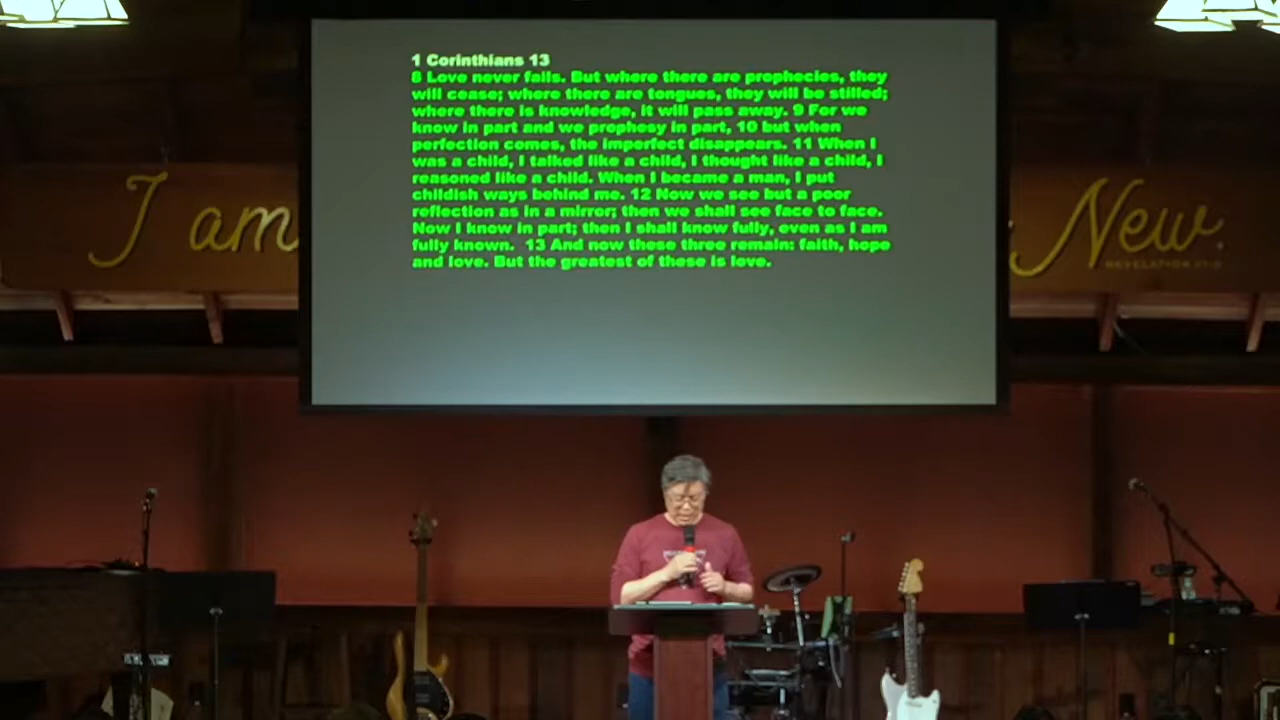 1 Corinthians 13
8 Love never fails. But where there are prophecies, they
will cease; where there are tongues, they will be stilled;
where there is knowledge, it will pass away. 9 For we
know in part and we prophesy in part, 10 but when
perfection comes, the imperfect disappears. 11 When I
was a child, I talked like a child, I thought like a child, I
reasoned like a child. When I became a man, I put
childish ways behind me. 12 Now we see but a poor
reflection as in a mirror; then we shall see face to face.
Now I know in part; then I shall know fully, even as I am
fully known. 13 And now these three remain: faith, hope
and love. But the greatest of these is love.
I am
New.
REVELATION